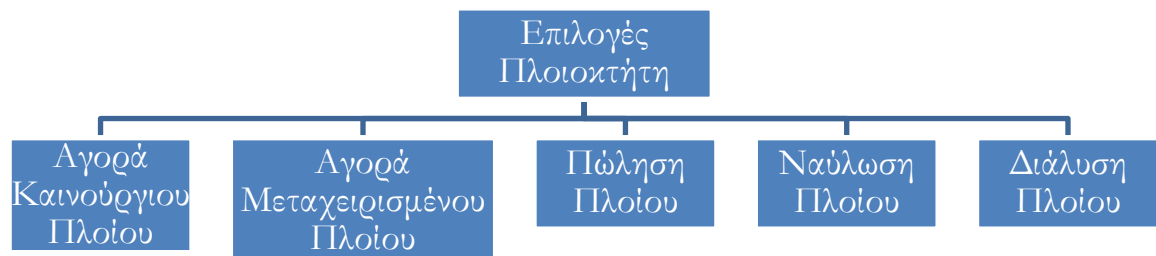 Επιλογές
Πλοιοκτήτη
Αγορά
Καινούργιου
Πλοίου
Αγορά
Μεταχειρισμένου
Πλοίου
Πώληση
Πλοίου
Ναύλωση
Πλοίου
Διάλυση
Πλοίου